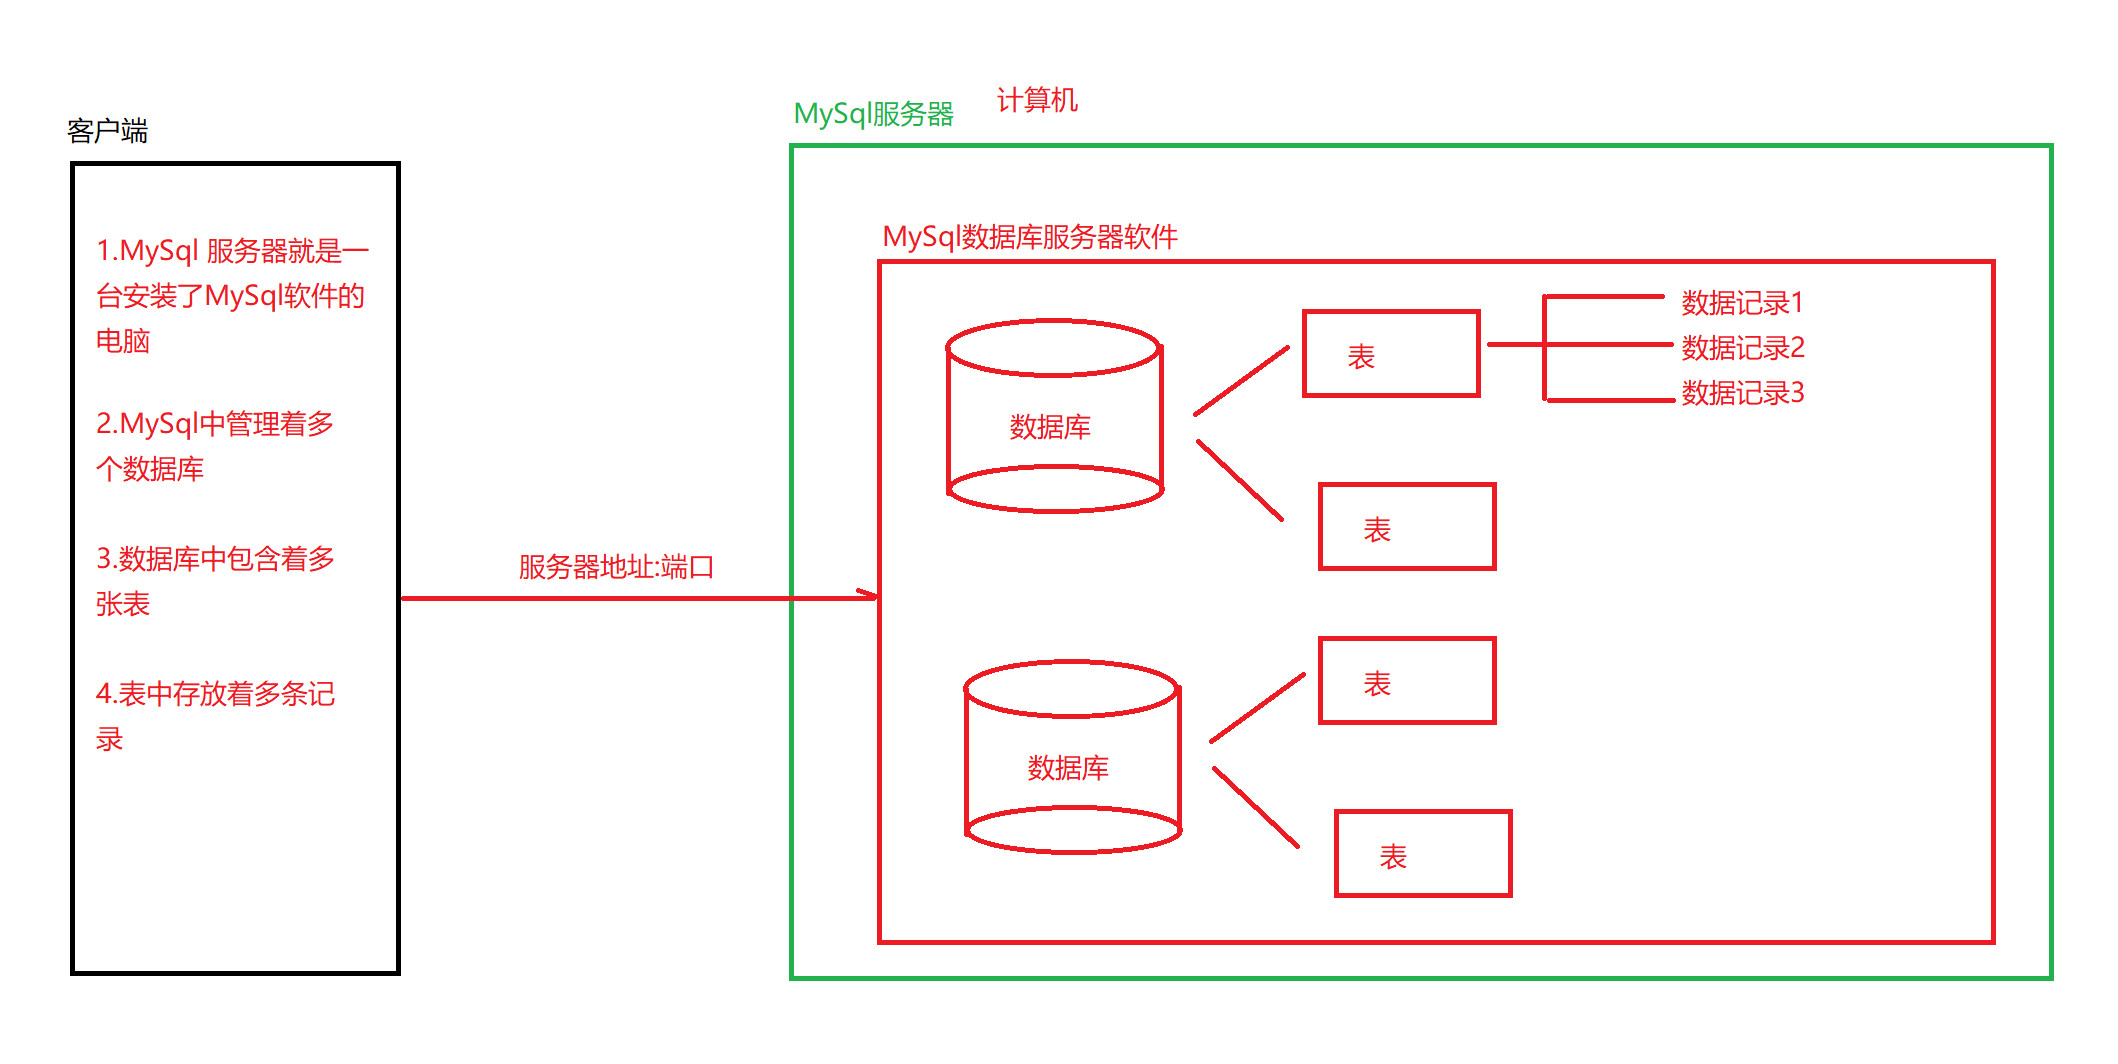 客户端
1.MySql 服务器就是一
台安装了MySql软件的
电脑
2.MySql中管理着多
个数据库
3.数据库中包含着多
张表
4.表中存放着多条记
录
服务器地址:端口
MySql服务器
计算机
MySql数据库服务器软件
数据库
表
数据记录1
数据记录2
数据记录3
表
数据库
表
表